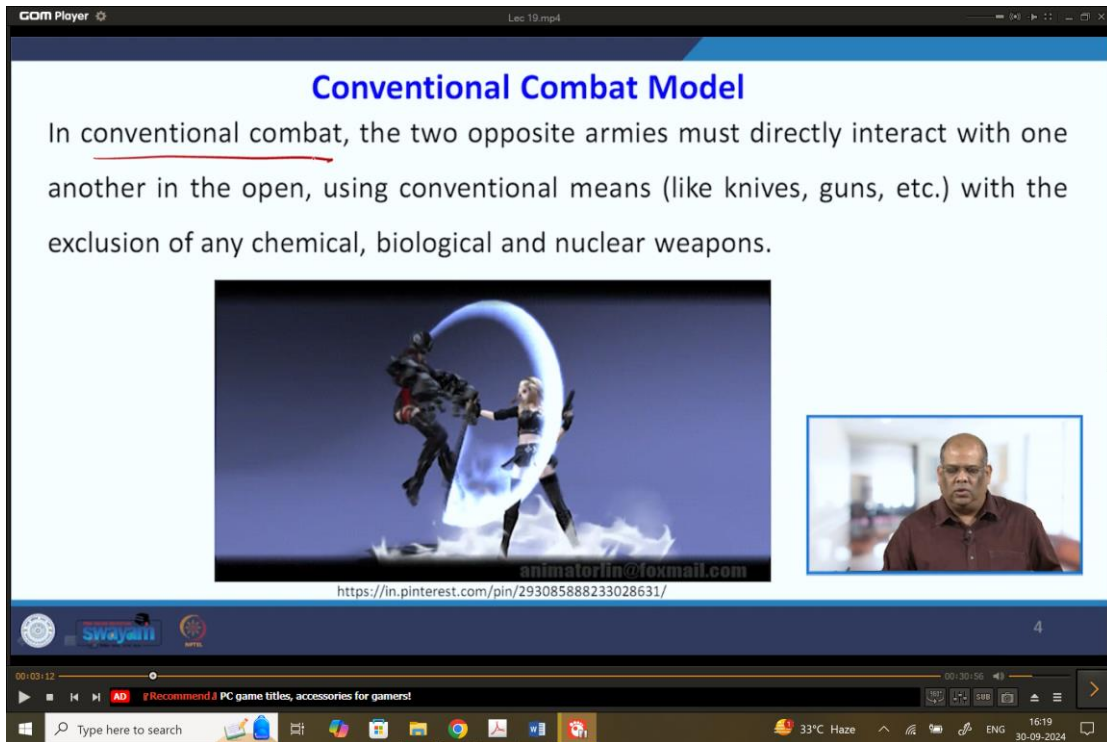 GOM Player
Lec 19.mp4
Conventional Combat Model
In conventional combat, the two opposite armies must directly interact with one
another in the open, using conventional means (like knives, guns, etc.) with the
exclusion of any chemical, biological and nuclear weapons.
animatorlin@foxmail.com
https://in.pinterest.com/pin/293085888233028631/
swayam
4
00:03:12
00:30:56
AD
Recommend
PC game titles, accessories for gamers!
360°
SUB
Type here to search
33°C Haze
ENG
16:19
30-09-2024